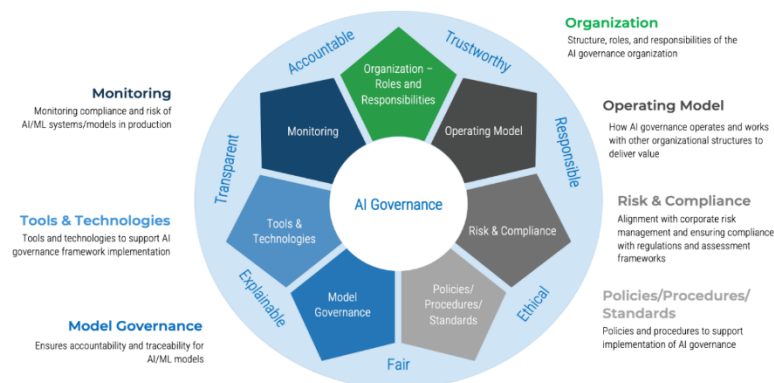 Organization
Structure, roles, and responsibilities of the
AI governance organization
Monitoring
Monitoring compliance and risk of
AI/ML systems/models in production
Operating Model
How AI governance operates and works
with other organizational structures to
deliver value
Tools & Technologies
Tools and technologies to support AI
governance framework implementation
Risk & Compliance
Alignment with corporate risk
management and ensuring compliance
with regulations and assessment
frameworks
Model Governance
Ensures accountability and traceability for
AI/ML models
Policies/Procedures/
Standards
Policies and procedures to support
implementation of AI governance
Accountable
Trustworthy
Responsible
Ethical
Fair
Explainable
Transparent
Organization –
Roles and
Responsibilities
Operating Model
Risk & Compliance
Policies/
Procedures/
Standards
Model
Governance
Tools &
Technologies
Monitoring
AI Governance